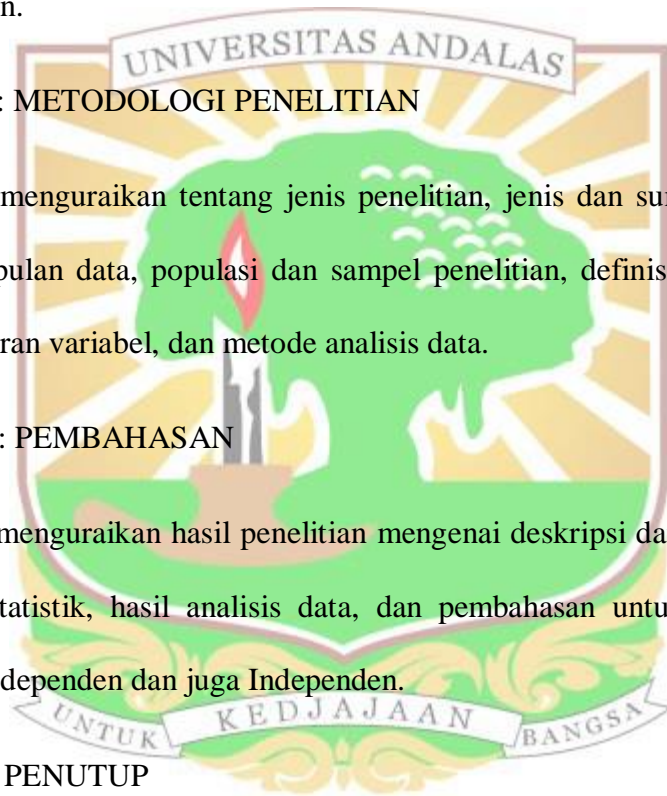 n.
UNIVERSITAS ANDALAS
: METODOLOGI PENELITIAN
menguraikan tentang jenis penelitian, jenis dan sur
pulan data, populasi dan sampel penelitian, definis
ran variabel, dan metode analisis data.
: PEMBAHASAN
menguraikan hasil penelitian mengenai deskripsi da
tatistik, hasil analisis data, dan pembahasan untu
dependen dan juga Independen.
UNTUK KEDJAJAAN BANGSA
PENUTUP